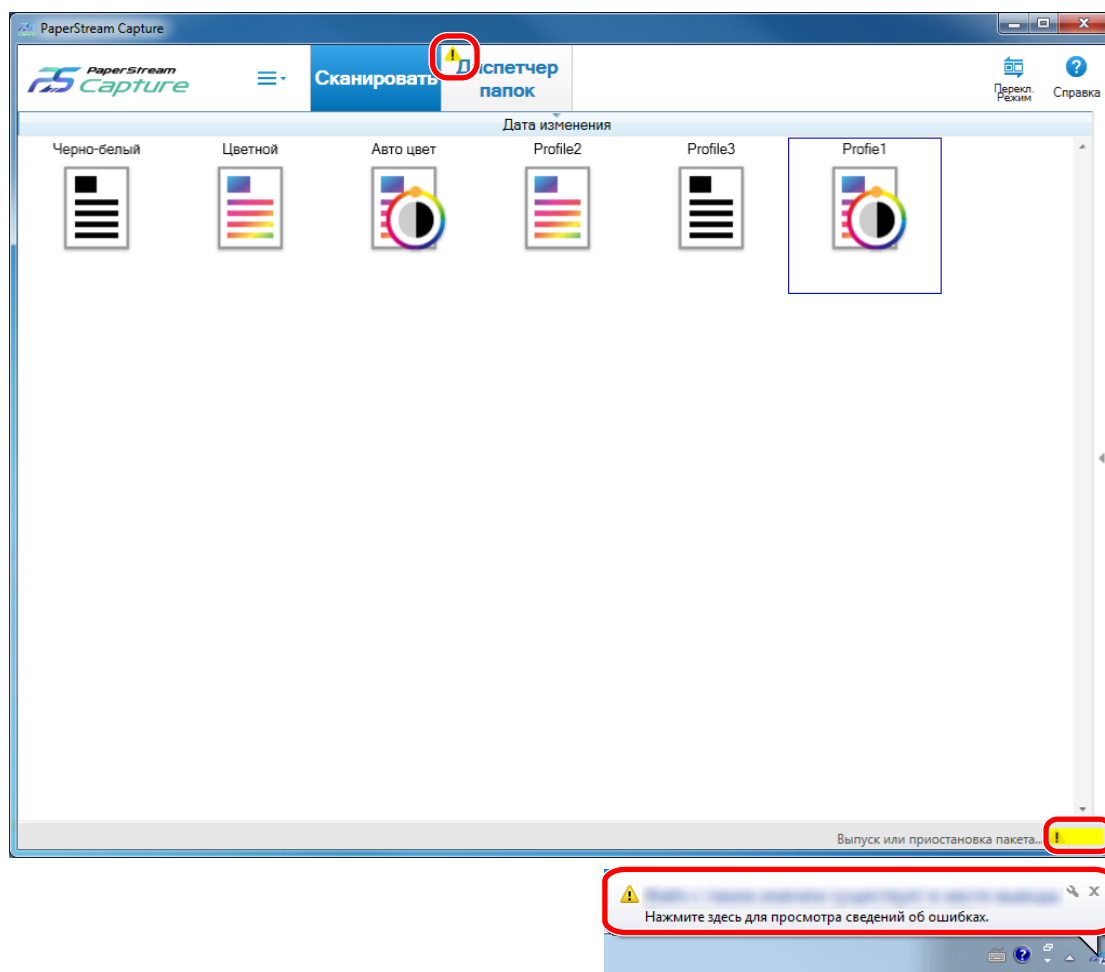 PaperStream Capture
PaperStream
Capture
Сканировать
Диспетчер
папок
Перекл.
Режим
Справка
Дата изменения
Черно-белый
Цветной
Авто цвет
Profile2
Profile3
Profie1
Выпуск или приостановка пакета...
Нажмите здесь для просмотра сведений об ошибках.